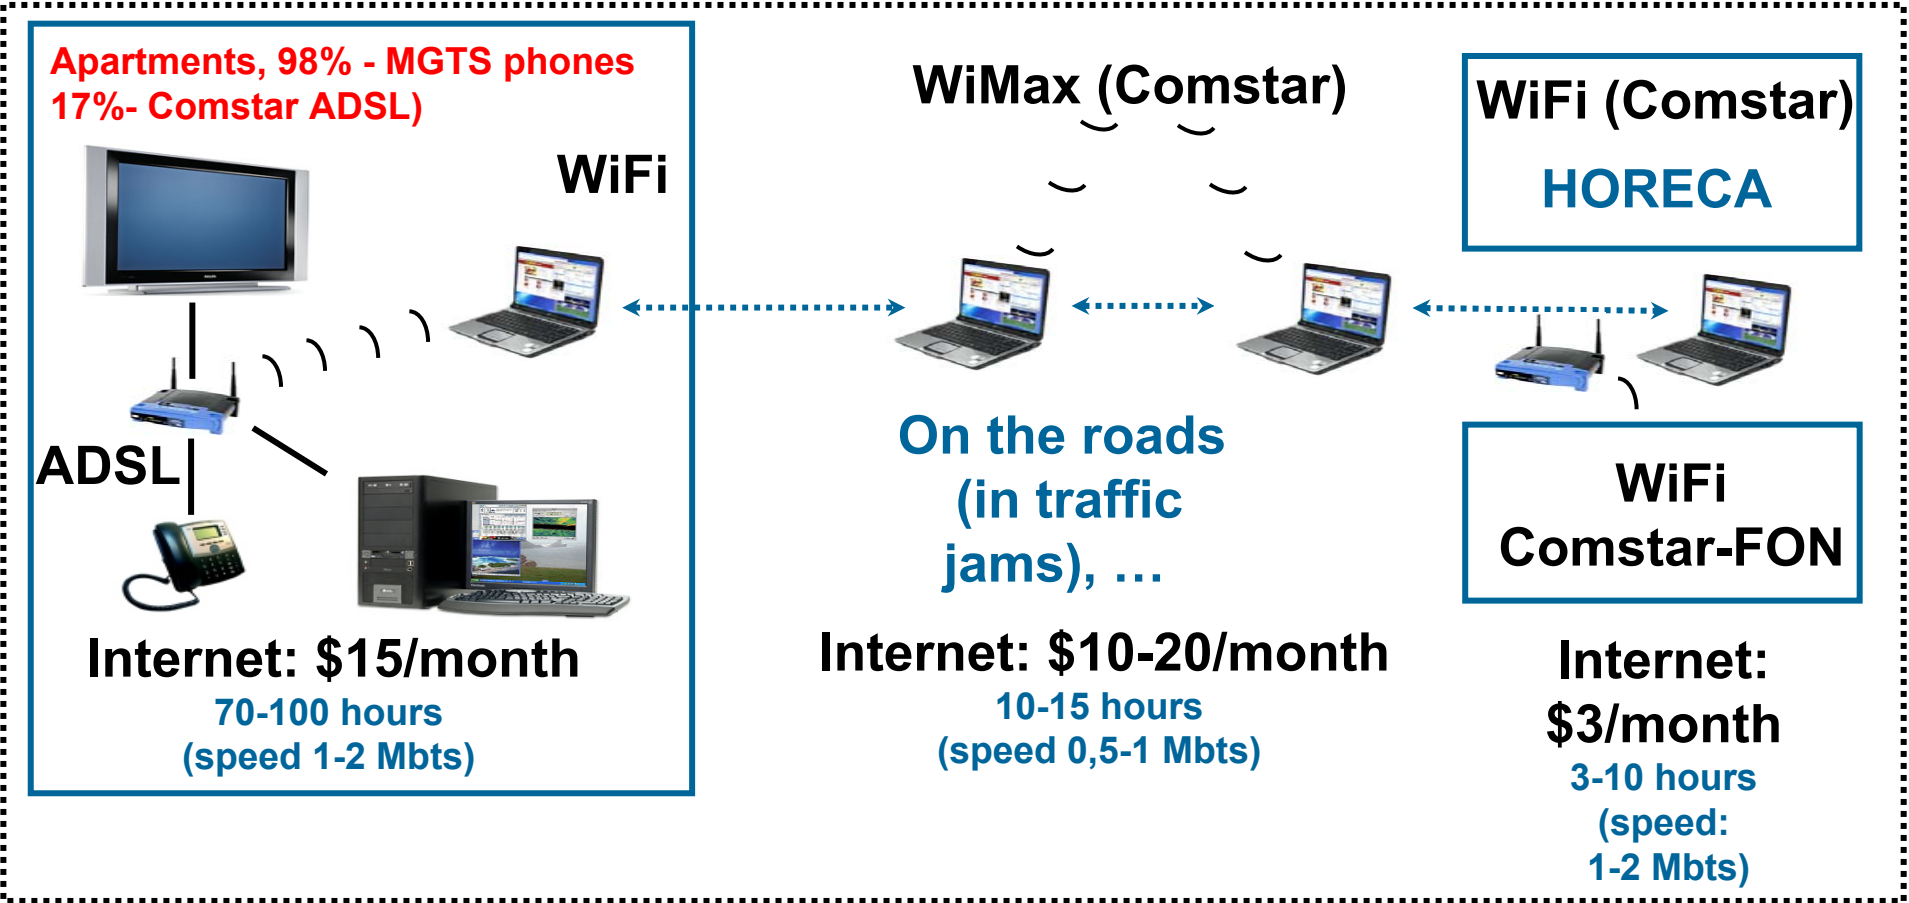 Apartments, 98% - MGTS phones
17%- Comstar ADSL)
WiFi
ADSL
Internet: $15/month
70-100 hours
(speed 1-2 Mbts)
WiMax (Comstar)
On the roads
(in traffic
jams), …
Internet: $10-20/month
10-15 hours
(speed 0,5-1 Mbts)
WiFi (Comstar)
HORECA
WiFi
Comstar-FON
Internet:
$3/month
3-10 hours
(speed:
1-2 Mbts)